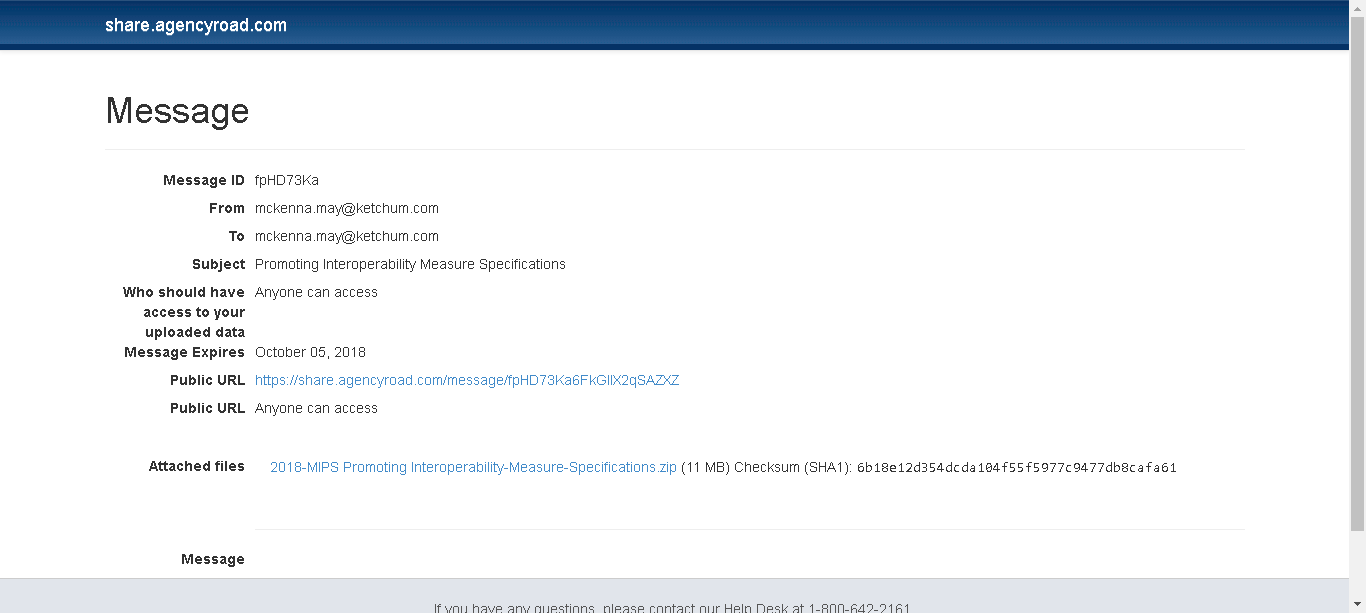 share.agencyroad.com
Message
Message ID fpHD73Ka
From mckenna.may@ketchum.com
To mckenna.may@ketchum.com
Subject Promoting Interoperability Measure Specifications
Who should have Anyone can access
access to your
uploaded data
Message Expires October 05, 2018
Public URL https://share.agencyroad.com/message/fpHD73Ka6FkGIIX2qSAZXZ
Public URL Anyone can access
Attached files 2018-MIPS Promoting Interoperability-Measure-Specifications.zip (11 MB) Checksum (SHA1): 6b18e12d354dcda104f55f5977c9477db8cafa61
Message
If you have any questions, please contact our Help Desk at 1-800-642-2161